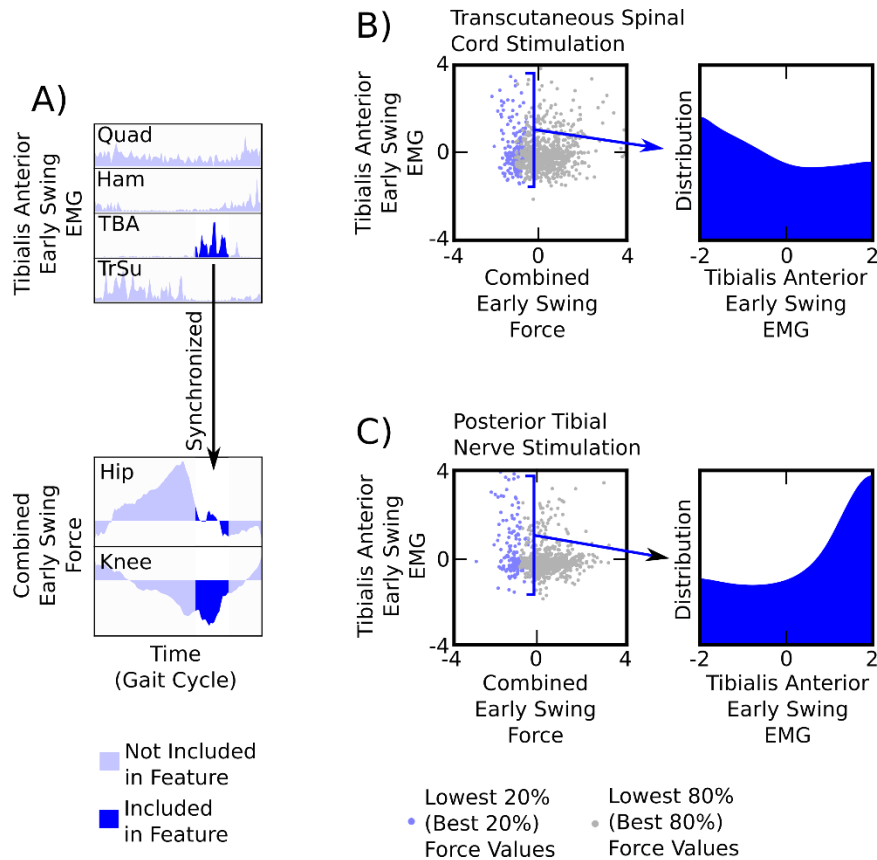 A)
Tibialis Anterior
Early Swing
EMG
Quad
Ham
TBA
TrSu
Synchronized
Combined
Early Swing
Force
Hip
Knee
Time
(Gait Cycle)
Not Included
in Feature
Included
in Feature
B)
Transcutaneous Spinal
Cord Stimulation
Tibialis Anterior
Early Swing
EMG
4
0
-4
-4
0
4
Combined
Early Swing
Force
Distribution
-2
0
2
Tibialis Anterior
Early Swing
EMG
C)
Posterior Tibial
Nerve Stimulation
Tibialis Anterior
Early Swing
EMG
4
0
-4
-4
0
4
Combined
Early Swing
Force
Distribution
-2
0
2
Tibialis Anterior
Early Swing
EMG
Lowest 20%
(Best 20%)
Force Values
Lowest 80%
(Best 80%)
Force Values